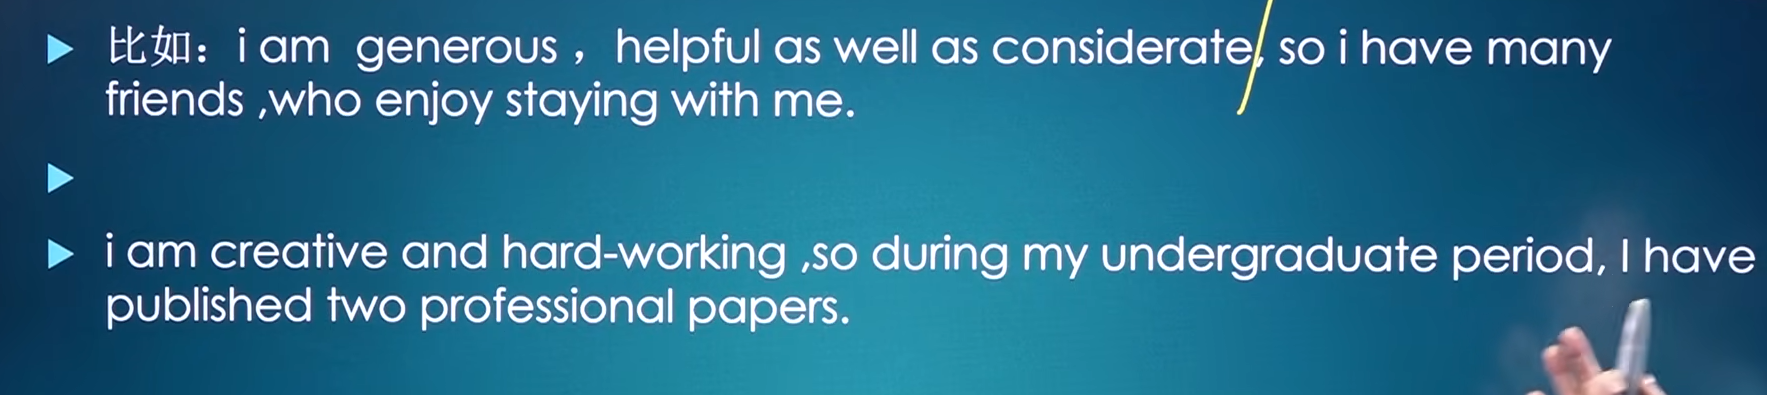 比如：i am generous ，helpful as well as considerate, so i have many
friends ,who enjoy staying with me.
i am creative and hard-working ,so during my undergraduate period, I have
published two professional papers.